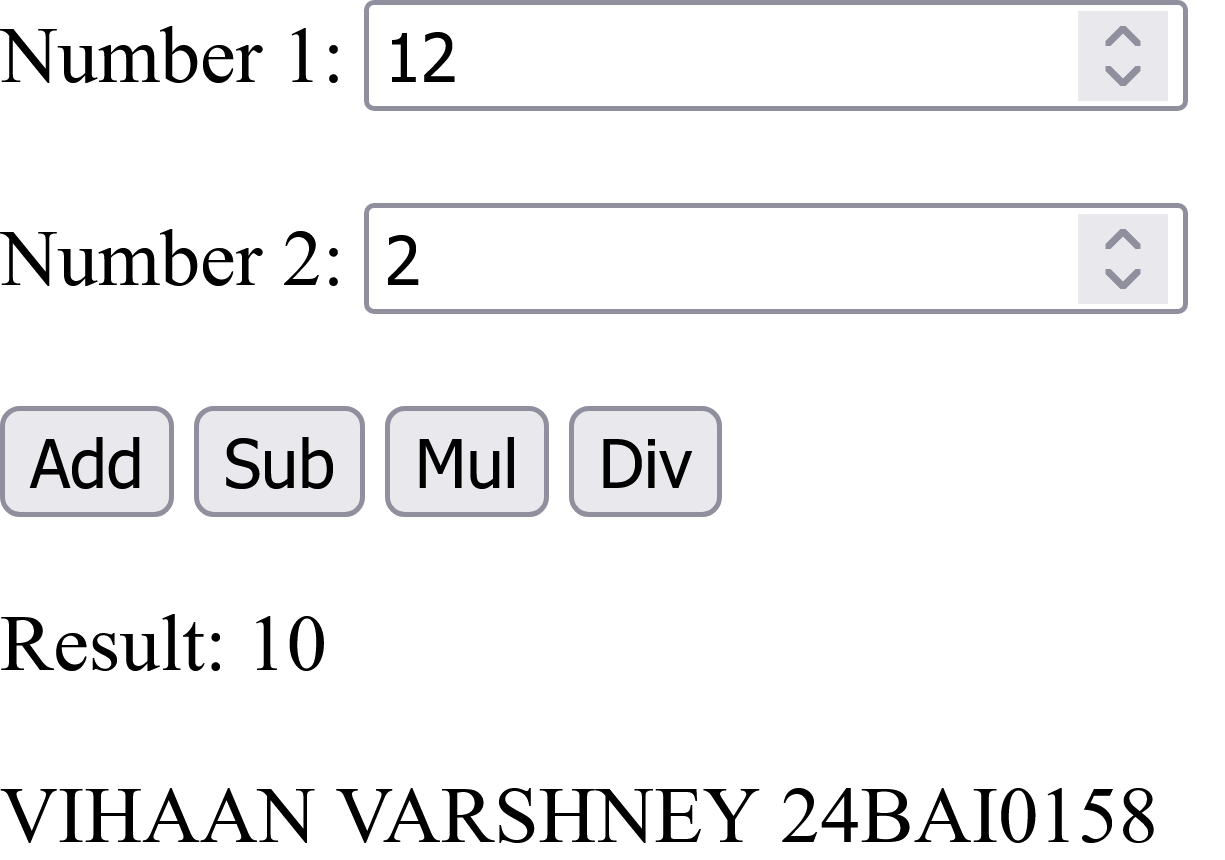 Number 1: 12
Number 2: 2
Add Sub Mul Div
Result: 10
VIHAAN VARSHNEY 24BAI0158